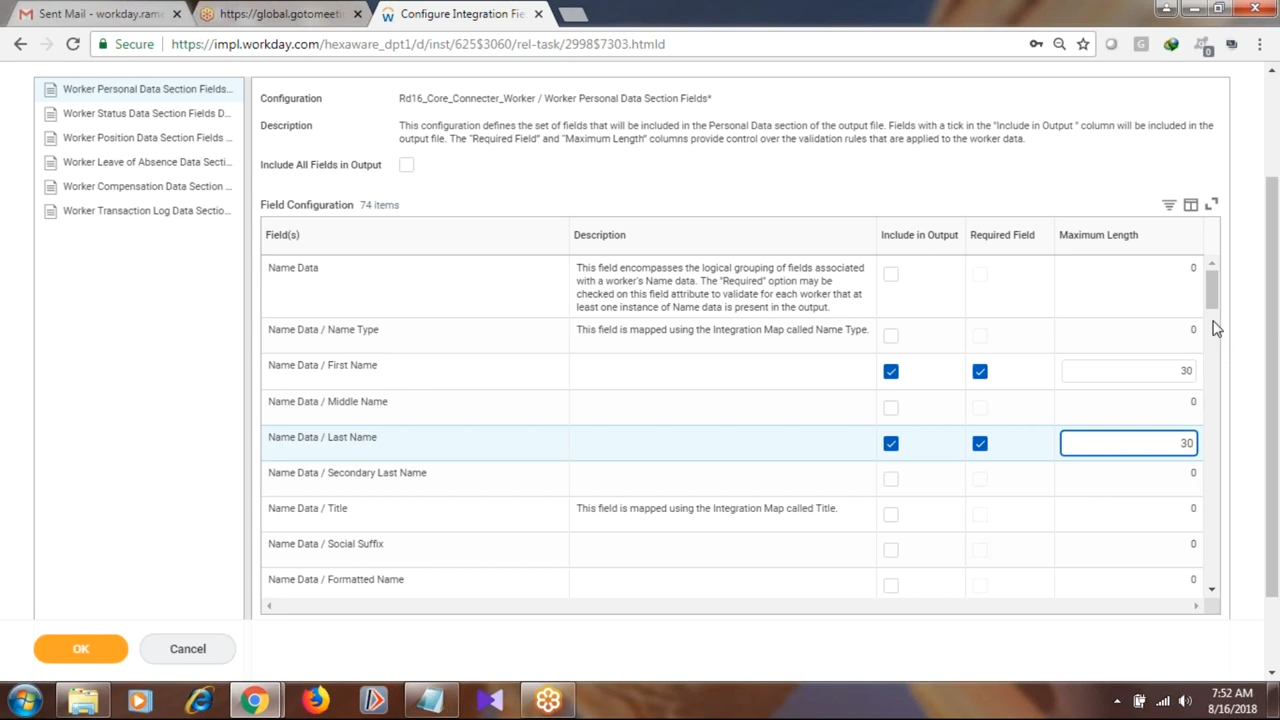 Sent Mail - workday.rame
https://global.gotomeeti
Configure Integration Fie
Secure
https://impl.workday.com/hexaware_dpt1/d/inst/625$3060/rel-task/2998$7303.htmld
Worker Personal Data Section Fields...
Worker Status Data Section Fields D...
Worker Position Data Section Fields ...
Worker Leave of Absence Data Secti...
Worker Compensation Data Section ...
Worker Transaction Log Data Sectio...
Configuration Rd16_Core_Connecter_Worker / Worker Personal Data Section Fields*
Description This configuration defines the set of fields that will be included in the Personal Data section of the output file. Fields with a tick in the "Include in Output " column will be included in the
output file. The "Required Field" and "Maximum Length" columns provide control over the validation rules that are applied to the worker data.
Include All Fields in Output
Field Configuration 74 items
Field(s) Description Include in Output Required Field Maximum Length
Name Data This field encompasses the logical grouping of fields associated 0
with a worker's Name data. The "Required" option may be
checked on this field attribute to validate for each worker that at
least one instance of Name data is present in the output.
Name Data / Name Type This field is mapped using the Integration Map called Name Type. 0
Name Data / First Name 30
Name Data / Middle Name 0
Name Data / Last Name 30
Name Data / Secondary Last Name 0
Name Data / Title This field is mapped using the Integration Map called Title. 0
Name Data / Social Suffix 0
Name Data / Formatted Name 0
OK Cancel
7:52 AM
8/16/2018